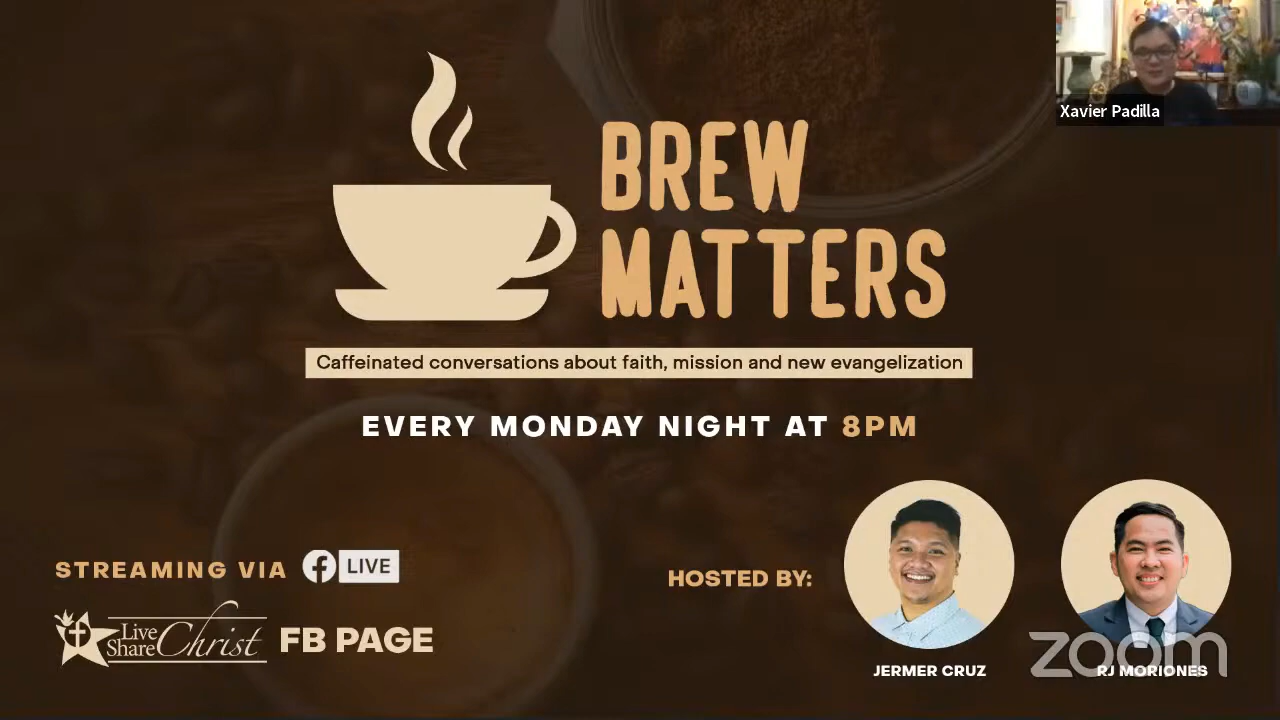 Xavier Padilla
BREW
MATTERS
Caffeinated conversations about faith, mission and new evangelization
EVERY MONDAY NIGHT AT 8PM
STREAMING VIA
LIVE
Live
Share Christ
FB PAGE
HOSTED BY:
JERMER CRUZ
RJ MORIONES
zoom